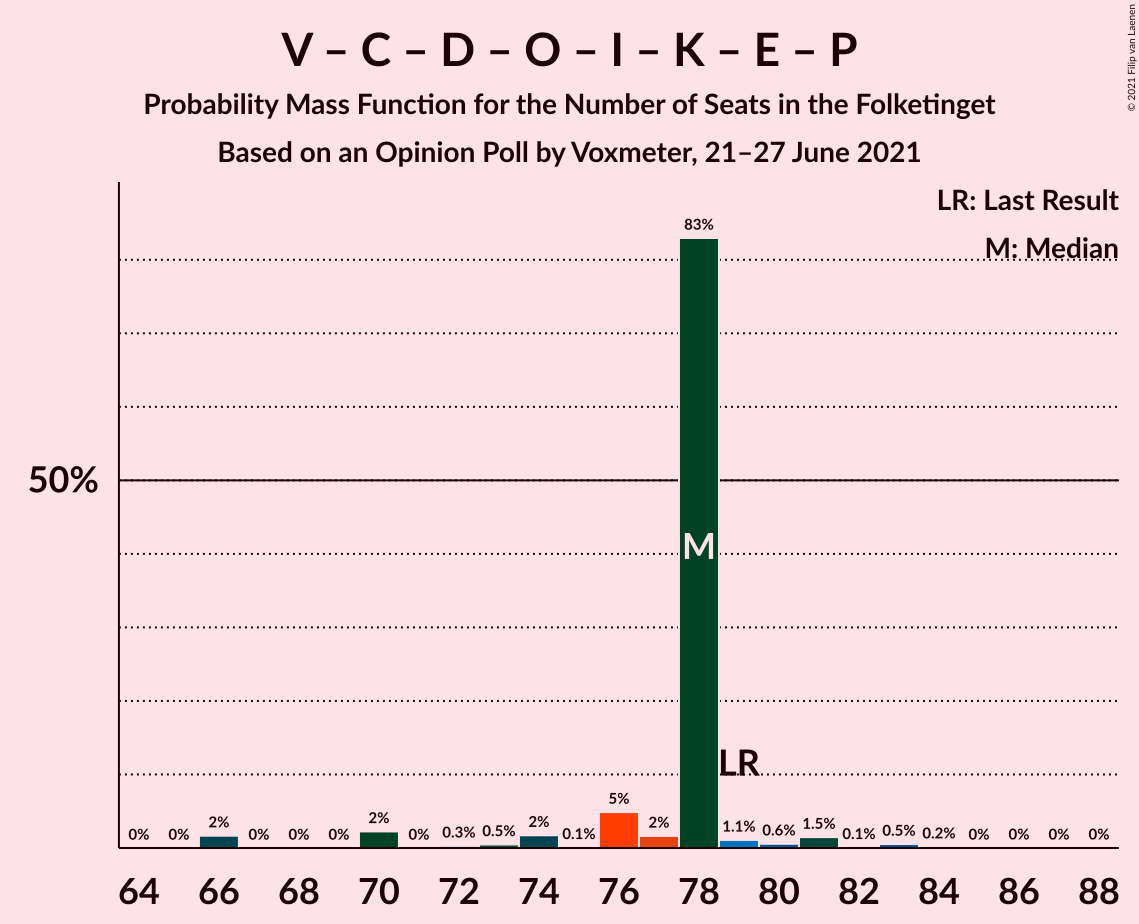 V – C – D – O – I – K – E – P
Probability Mass Function for the Number of Seats in the Folketinget
Based on an Opinion Poll by Voxmeter, 21–27 June 2021
© 2021 Filip van Laenen
LR: Last Result
M: Median
50%
0% 0% 2% 0% 0% 0% 2% 0% 0.3% 0.5% 2% 0.1% 5% 2% 83% 1.1% 0.6% 1.5% 0.1% 0.5% 0.2% 0% 0% 0% 0%
M
LR
64 66 68 70 72 74 76 78 80 82 84 86 88